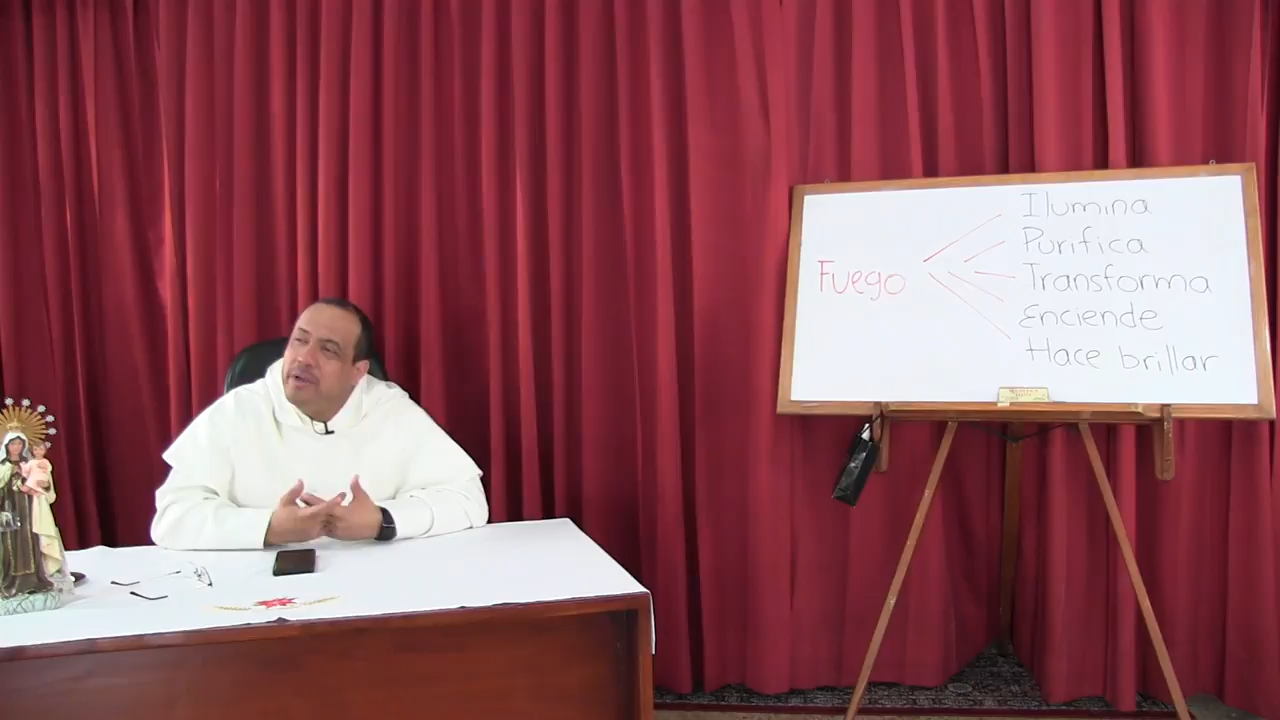 Fuego
Ilumina
Purifica
Transforma
Enciende
Hace brillar